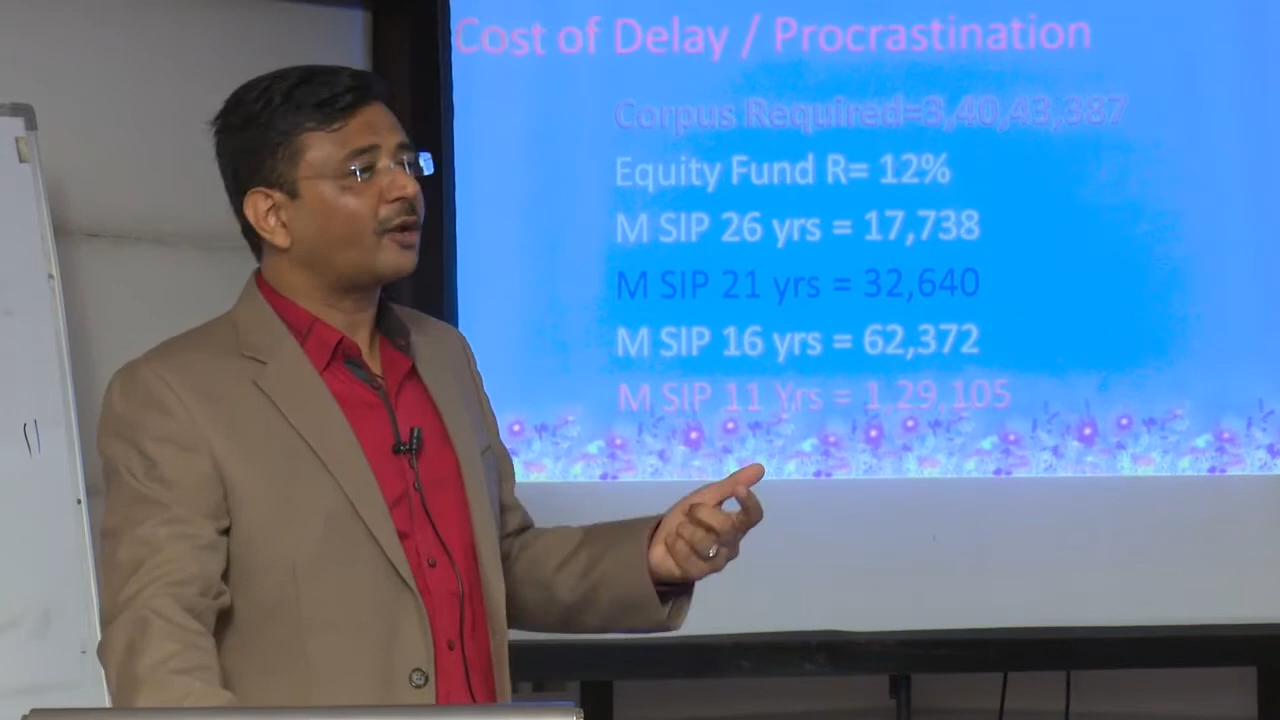 Cost of Delay / Procrastination
Corpus Required=3,40,43,387
Equity Fund R= 12%
M SIP 26 yrs = 17,738
M SIP 21 yrs = 32,640
M SIP 16 yrs = 62,372
M SIP 11 Yrs = 1,29,105